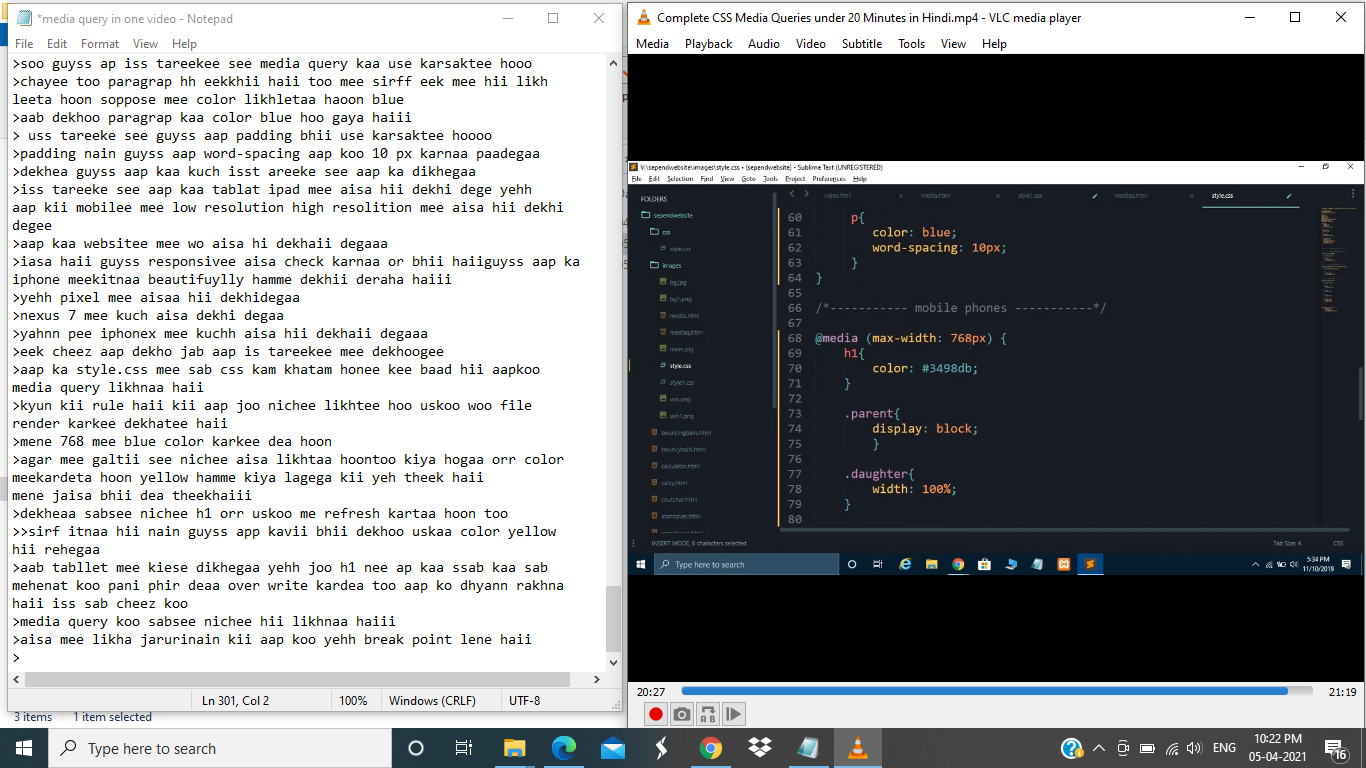 *media query in one video - Notepad
File Edit Format View Help
>soo guyss ap iss tareekee see media query kaa use karsaktee hooo
>chayee too paragrap hh eekkhii haii too mee sirff eek mee hii likh
leeta hoon soppose mee color likhletaa haoon blue
>aab dekhoo paragrap kaa color blue hoo gaya haiii
> uss tareeke see guyss aap padding bhii use karsaktee hoooo
>padding nain guyss aap word-spacing aap koo 10 px karnaa paadegaa
>dekhea guyss aap kaa kuch isst areeke see aap ka dikhegaa
>iss tareeke see aap kaa tablat ipad mee aisa hii dekhi dege yehh
aap kii mobilee mee low resolution high resolition mee aisa hii dekhi
degee
>aap kaa websitee mee wo aisa hi dekhaii degaaa
>iasa haii guyss responsivee aisa check karnaa or bhii haiiguyss aap ka
iphone meekitnaa beautifuylly hamme dekhii deraha haiii
>yehh pixel mee aisaa hii dekhidegaa
>nexus 7 mee kuch aisa dekhi degaa
>yahnn pee iphonex mee kuchh aisa hii dekhaii degaaa
>eek cheez aap dekho jab aap is tareekee mee dekhoogee
>aap ka style.css mee sab css kam khatam honee kee baad hii aapkoo
media query likhnaa haii
>kyun kii rule haii kii aap joo nichee likhtee hoo uskoo woo file
render karkee dekhatee haii
>mene 768 mee blue color karkee dea hoon
>agar mee galtii see nichee aisa likhtaa hoontoo kiya hogaa orr color
meekardeta hoon yellow hamme kiya lagega kii yeh theek haii
mene jaisa bhii dea theekhaiii
>dekheaa sabsee nichee h1 orr uskoo me refresh kartaa hoon too
>>sirf itnaa hii nain guyss app kavii bhii dekhoo uskaa color yellow
hii rehegaa
>aab tabllet mee kiese dikhegaa yehh joo h1 nee ap kaa ssab kaa sab
mehenat koo pani phir deaa over write kardea too aap ko dhyann rakhna
haii iss sab cheez koo
>media query koo sabsee nichee hii likhnaa haiii
>aisa mee likha jarurinain kii aap koo yehh break point lene haii
>
Ln 301, Col 2 100% Windows (CRLF) UTF-8
3 items 1 item selected
Complete CSS Media Queries under 20 Minutes in Hindi.mp4 - VLC media player
Media Playback Audio Video Subtitle Tools View Help
V:\sependwebsite\images\style.css • (sependwebsite) - Sublime Text (UNREGISTERED)
File Edit Selection Find View Goto Tools Project Preferences Help
index.html media.html style1.css mediaq.html style.css
FOLDERS
sependwebsite
css
style.css
images
bg.jpg
bg1.png
media.html
mediaq.html
mom.jpg
style.css
style1.css
win.png
win1.png
bouncingballs.html
bouncyballs.html
calculator.html
calcy.html
coutchar.html
iconhover.html
60 p{
61 color: blue;
62 word-spacing: 10px;
63 }
64 }
65
66 /*----------- mobile phones -----------*/
67
68 @media (max-width: 768px) {
69 h1{
70 color: #3498db;
71 }
72
73 .parent{
74 display: block;
75 }
76
77 .daughter{
78 width: 100%;
79 }
80
INSERT MODE, 6 characters selected Tab Size: 4 CSS
Type here to search
5:34 PM
11/10/2019
20:27 21:19
Type here to search
ENG
10:22 PM
05-04-2021
16